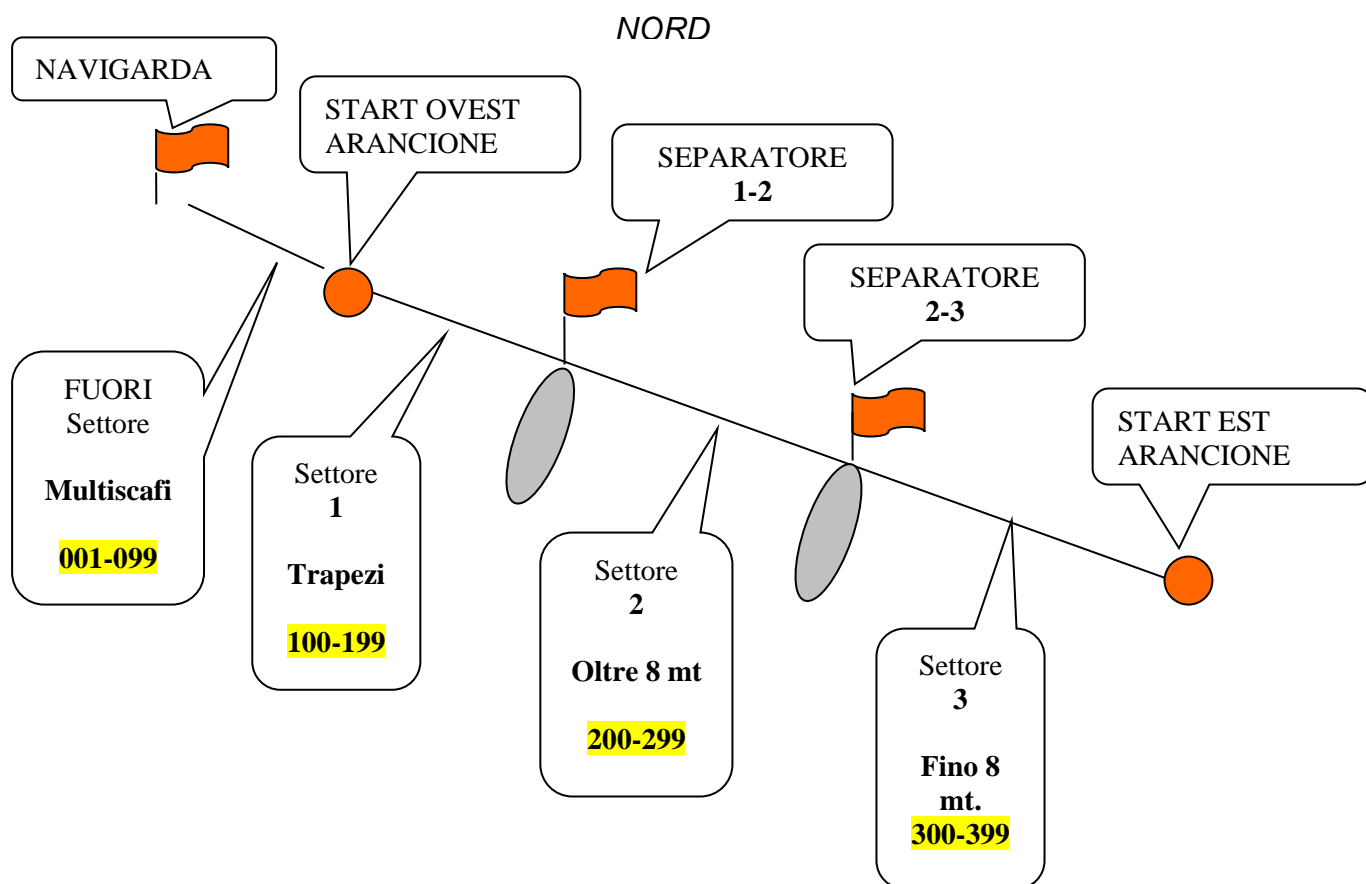 NORD
NAVIGARDA
START OVEST
ARANCIONE
SEPARATORE
1-2
SEPARATORE
2-3
START EST
ARANCIONE
FUORI
Settore
Multiscafi
001-099
Settore
1
Trapezi
100-199
Settore
2
Oltre 8 mt
200-299
Settore
3
Fino 8
mt.
300-399